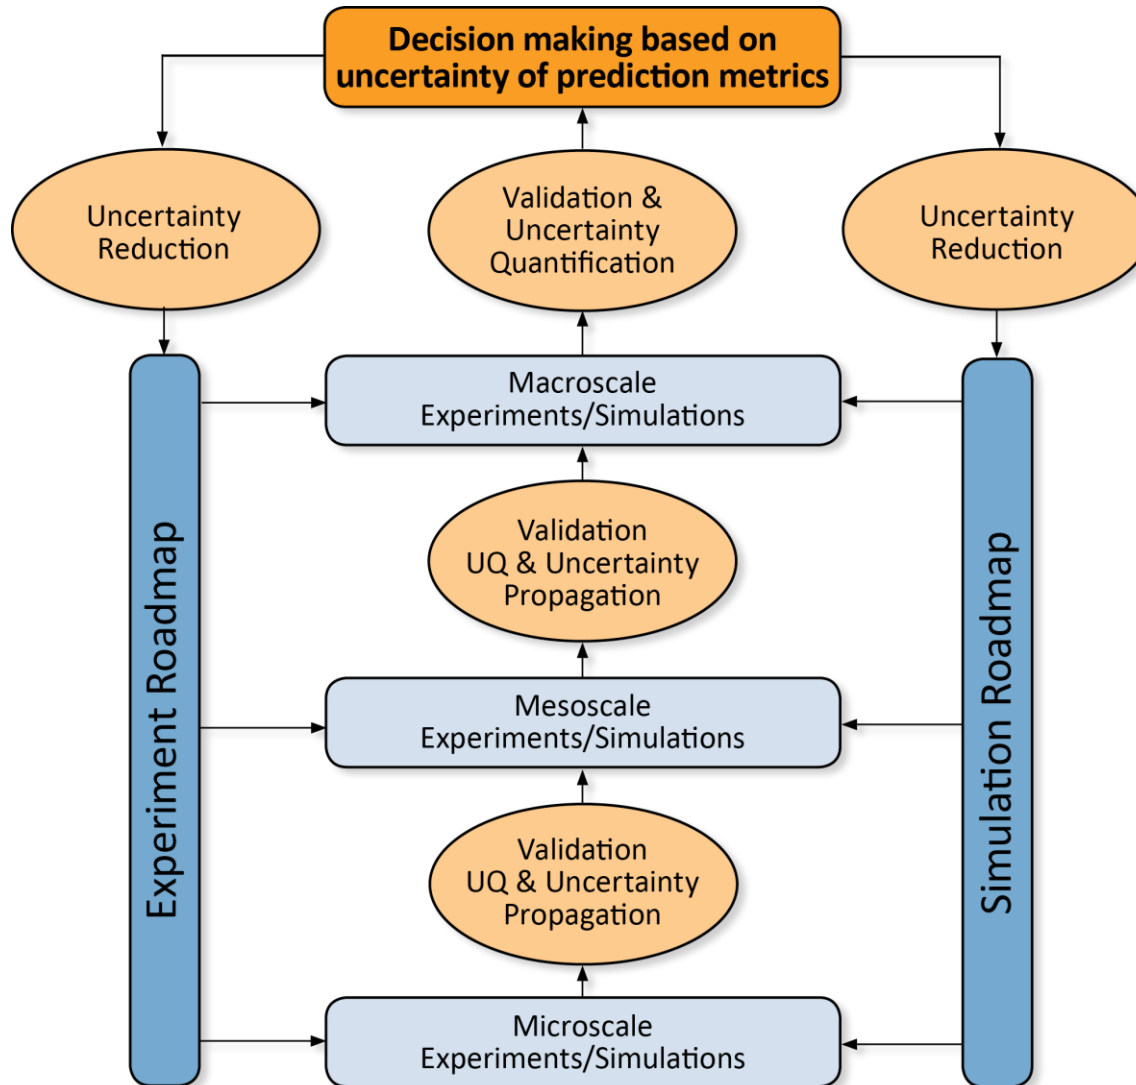 Decision making based on
uncertainty of prediction metrics
Uncertainty
Reduction
Validation &
Uncertainty
Quantification
Uncertainty
Reduction
Macroscale
Experiments/Simulations
Validation
UQ & Uncertainty
Propagation
Mesoscale
Experiments/Simulations
Validation
UQ & Uncertainty
Propagation
Microscale
Experiments/Simulations
Experiment Roadmap
Simulation Roadmap